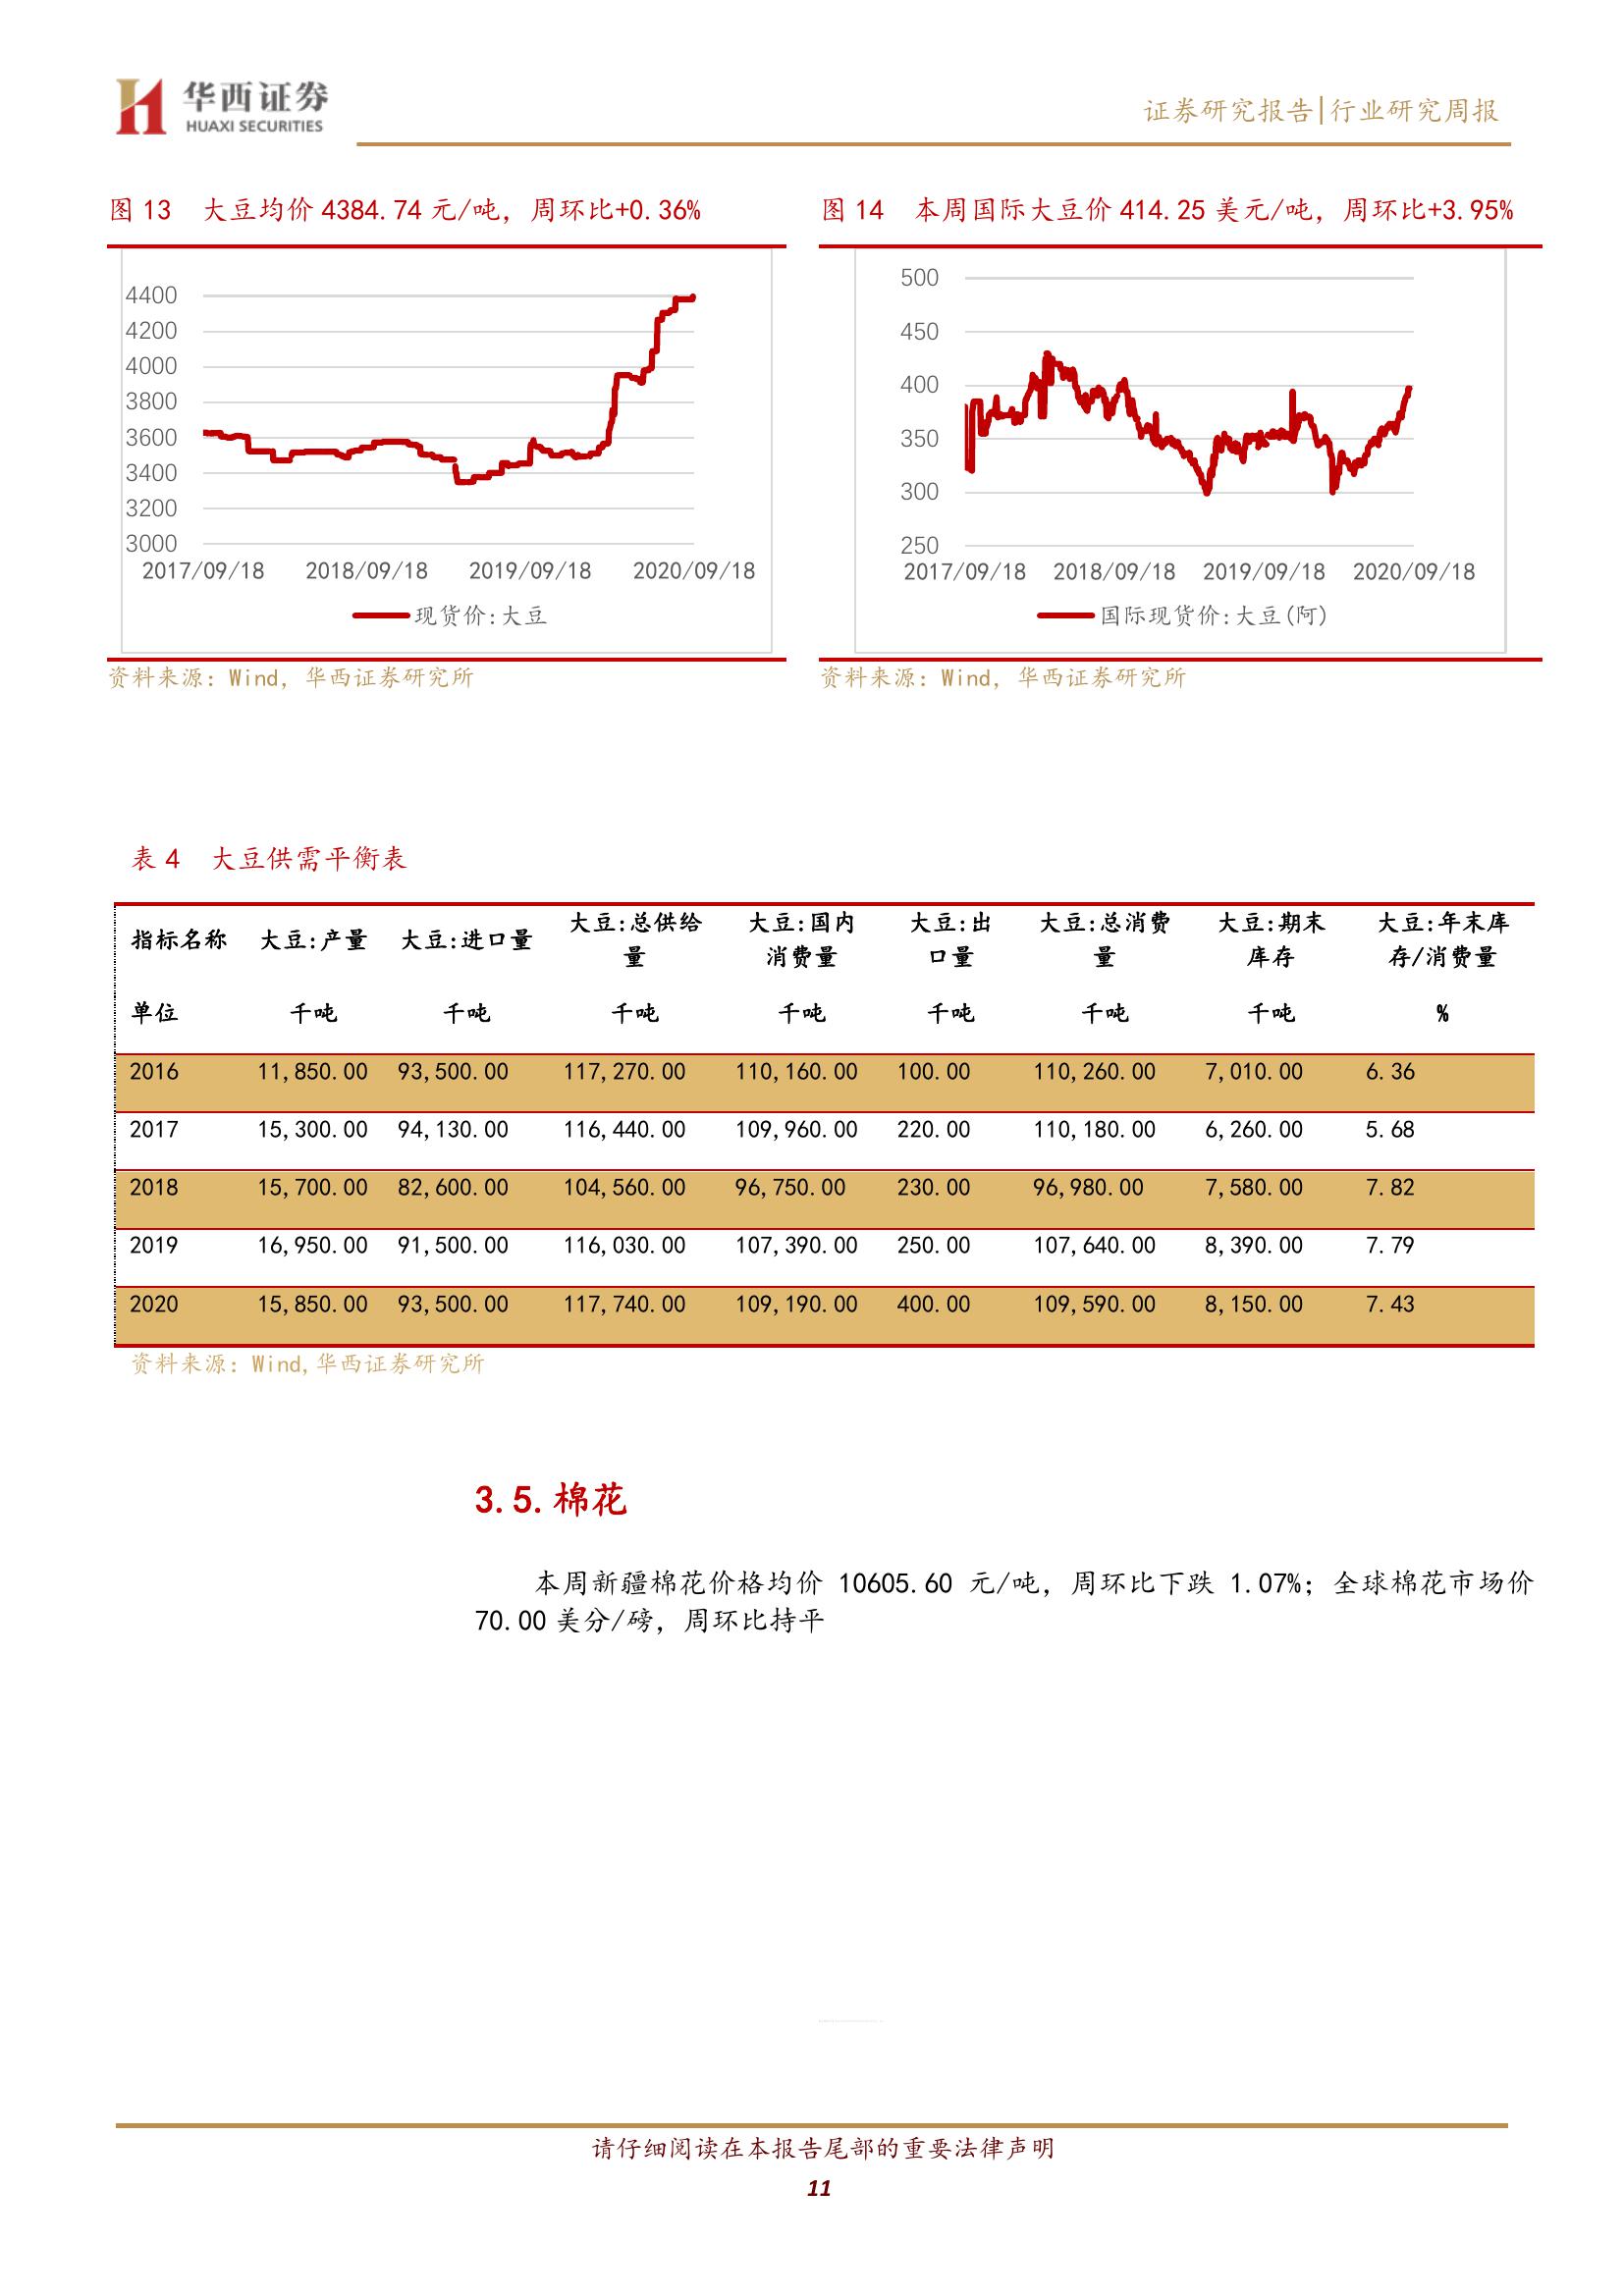 华西证券
HUAXI SECURITIES
证券研究报告|行业研究周报
图 13 大豆均价 4384.74 元/吨，周环比+0.36%
4400
4200
4000
3800
3600
3400
3200
3000
2017/09/18 2018/09/18 2019/09/18 2020/09/18
现货价:大豆
资料来源：Wind，华西证券研究所
图 14 本周国际大豆价 414.25 美元/吨，周环比+3.95%
500
450
400
350
300
250
2017/09/18 2018/09/18 2019/09/18 2020/09/18
国际现货价:大豆(阿)
资料来源：Wind，华西证券研究所
表 4 大豆供需平衡表
指标名称 大豆:产量 大豆:进口量 大豆:总供给量 大豆:国内消费量 大豆:出口量 大豆:总消费量 大豆:期末库存 大豆:年末库存/消费量
单位 千吨 千吨 千吨 千吨 千吨 千吨 千吨 %
2016 11,850.00 93,500.00 117,270.00 110,160.00 100.00 110,260.00 7,010.00 6.36
2017 15,300.00 94,130.00 116,440.00 109,960.00 220.00 110,180.00 6,260.00 5.68
2018 15,700.00 82,600.00 104,560.00 96,750.00 230.00 96,980.00 7,580.00 7.82
2019 16,950.00 91,500.00 116,030.00 107,390.00 250.00 107,640.00 8,390.00 7.79
2020 15,850.00 93,500.00 117,740.00 109,190.00 400.00 109,590.00 8,150.00 7.43
资料来源：Wind,华西证券研究所
3.5.棉花
本周新疆棉花价格均价 10605.60 元/吨，周环比下跌 1.07%；全球棉花市场价
70.00 美分/磅，周环比持平
请仔细阅读在本报告尾部的重要法律声明
11